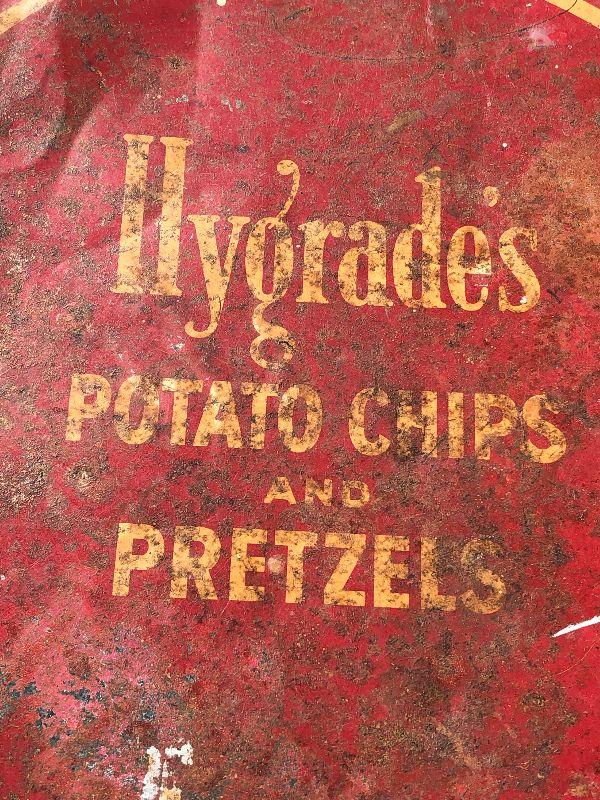 Hygrade's
POTATO CHIPS
AND
PRETZELS